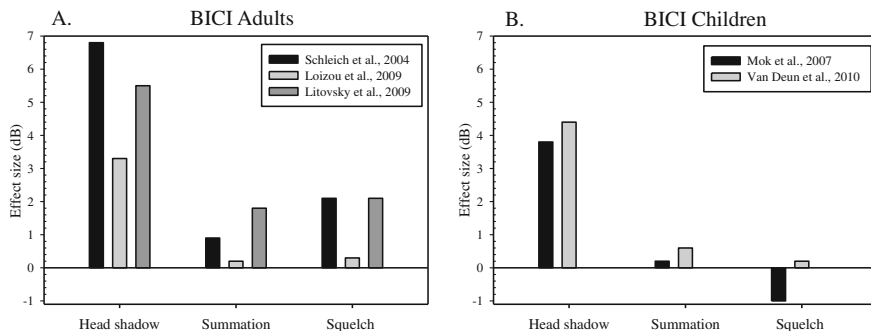 A.
BICI Adults
7
6
5
4
3
2
1
0
-1
Effect size (dB)
Schleich et al., 2004
Loizou et al., 2009
Litovsky et al., 2009
Head shadow
Summation
Squelch
B.
BICI Children
7
6
5
4
3
2
1
0
-1
Effect size (dB)
Mok et al., 2007
Van Deun et al., 2010
Head shadow
Summation
Squelch